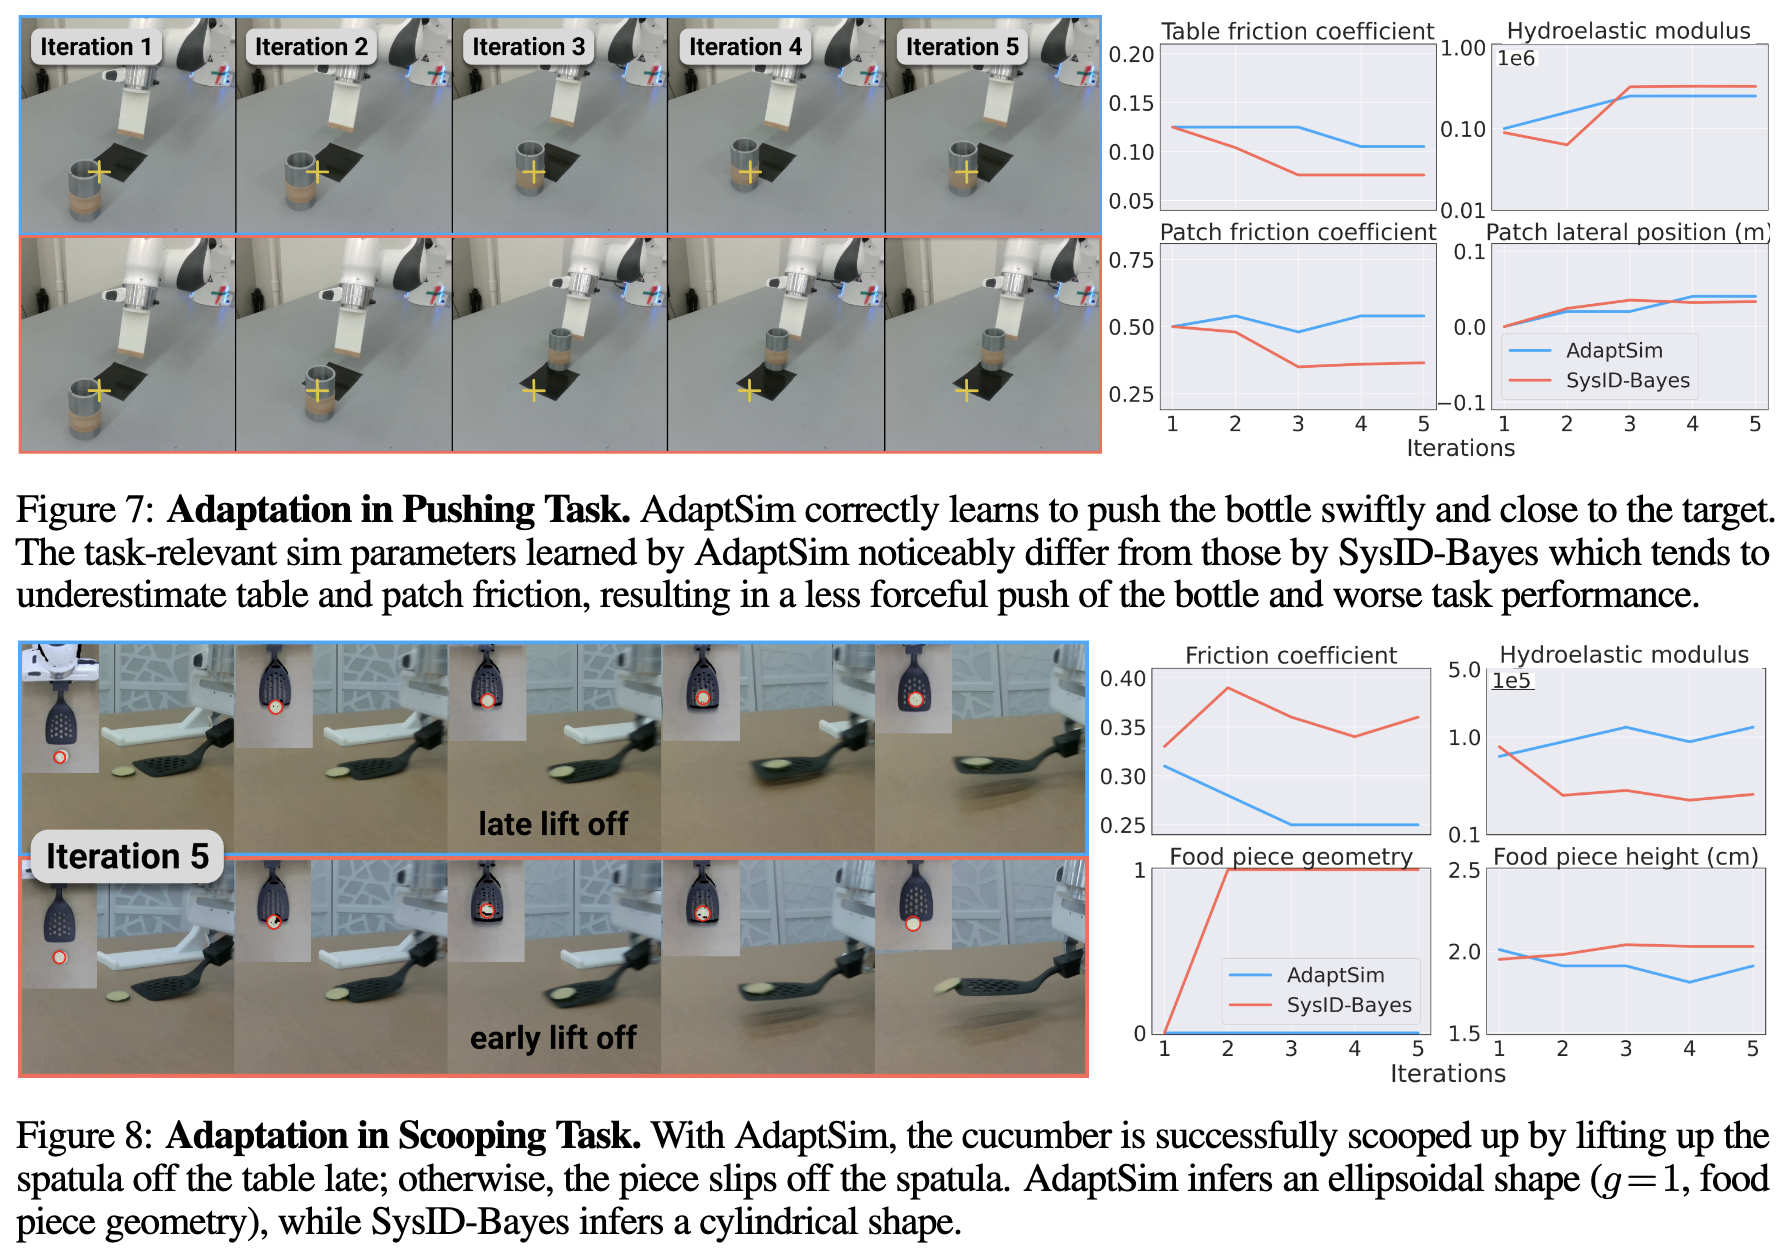 Iteration 1
Iteration 2
Iteration 3
Iteration 4
Iteration 5
Table friction coefficient
0.20
0.15
0.10
0.05
Hydroelastic modulus
1e6
1.00
0.10
0.01
Patch friction coefficient
0.75
0.50
0.25
1 2 3 4 5
Patch lateral position (m)
0.1
0.0
−0.1
AdaptSim
SysID-Bayes
1 2 3 4 5
Iterations
Figure 7: Adaptation in Pushing Task. AdaptSim correctly learns to push the bottle swiftly and close to the target.
The task-relevant sim parameters learned by AdaptSim noticeably differ from those by SysID-Bayes which tends to
underestimate table and patch friction, resulting in a less forceful push of the bottle and worse task performance.
late lift off
Iteration 5
early lift off
Friction coefficient
0.40
0.35
0.30
0.25
Hydroelastic modulus
5.0
1e5
1.0
0.1
Food piece geometry
1
0
AdaptSim
SysID-Bayes
1 2 3 4 5
Food piece height (cm)
2.5
2.0
1.5
1 2 3 4 5
Iterations
Figure 8: Adaptation in Scooping Task. With AdaptSim, the cucumber is successfully scooped up by lifting up the
spatula off the table late; otherwise, the piece slips off the spatula. AdaptSim infers an ellipsoidal shape (g=1, food
piece geometry), while SysID-Bayes infers a cylindrical shape.